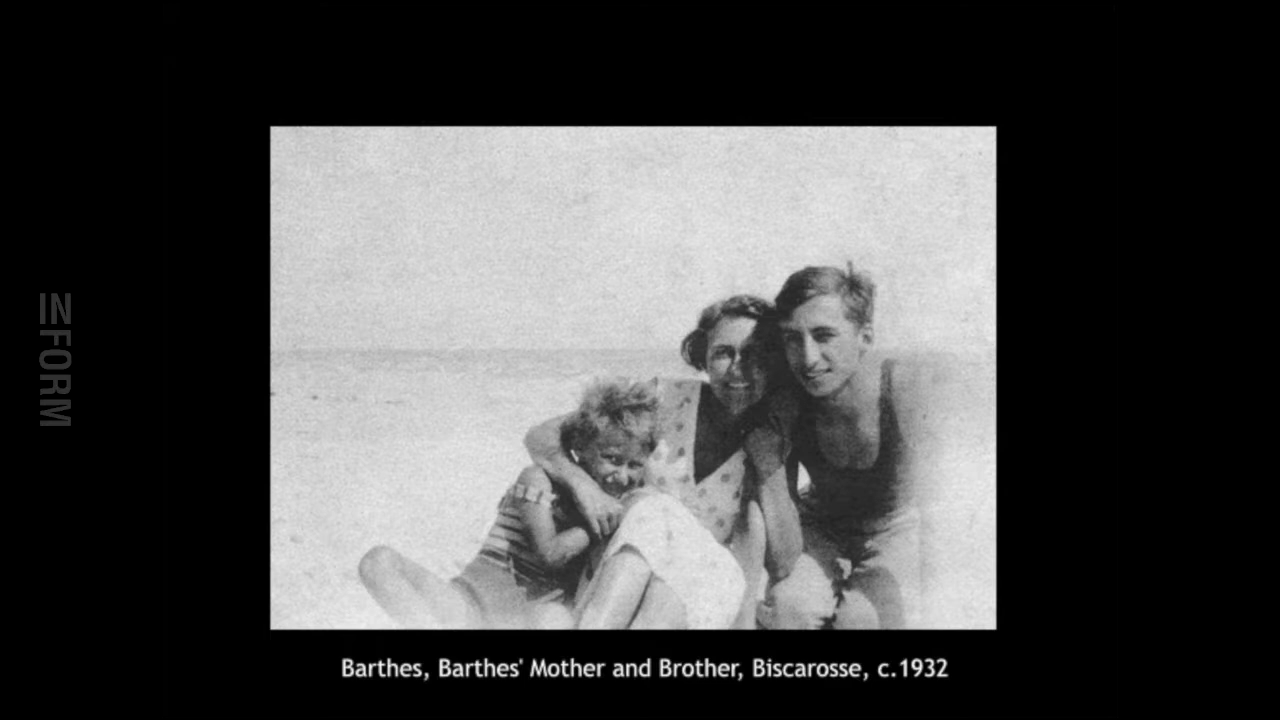 INFORM
Barthes, Barthes' Mother and Brother, Biscarosse, c.1932